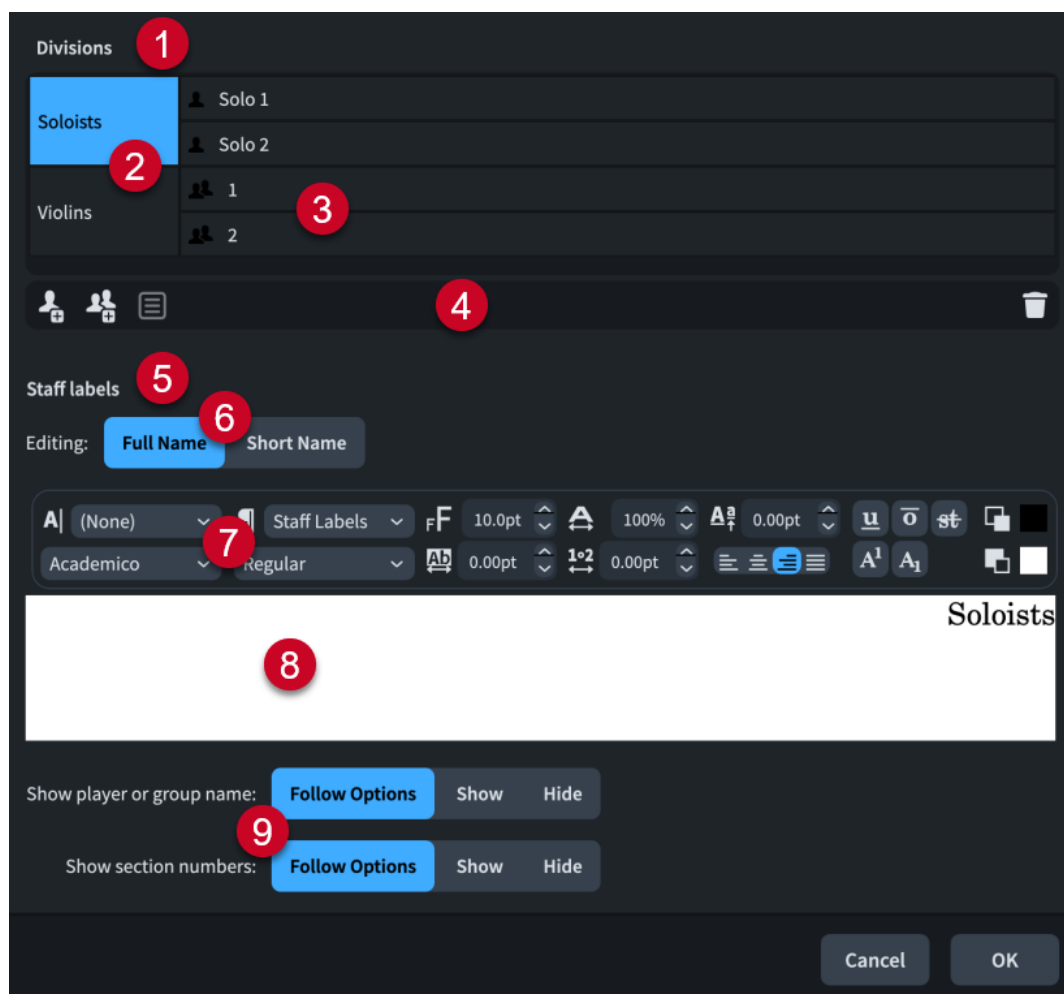 Divisions 1
Solo 1
Soloists
Solo 2
2
1
3
Violins
2
4
Staff labels 5
6
Editing: Full Name Short Name
A| (None) ¶ Staff Labels FF 10.0pt A 100% Aa 0.00pt u o st
7
Academico Regular Ab 0.00pt 1º2 0.00pt A1 A1
Soloists
8
Show player or group name: Follow Options Show Hide
9
Show section numbers: Follow Options Show Hide
Cancel OK